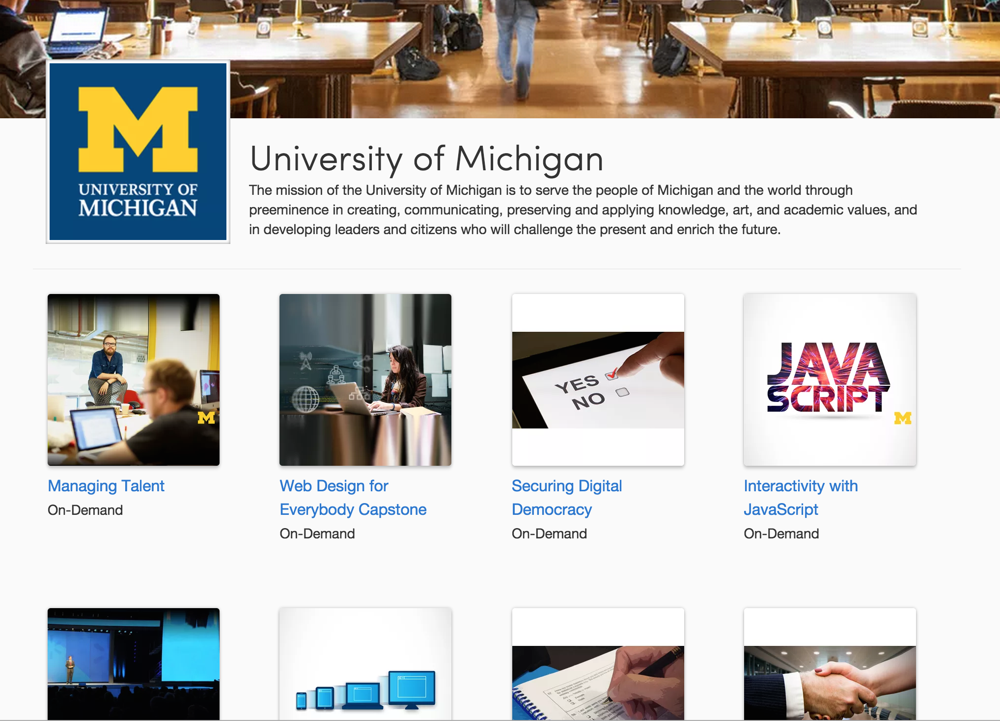 UNIVERSITY OF
MICHIGAN
University of Michigan
The mission of the University of Michigan is to serve the people of Michigan and the world through
preeminence in creating, communicating, preserving and applying knowledge, art, and academic values, and
in developing leaders and citizens who will challenge the present and enrich the future.
YES
NO
JAVA
SCRIPT
Managing Talent
On-Demand
Web Design for
Everybody Capstone
On-Demand
Securing Digital
Democracy
On-Demand
Interactivity with
JavaScript
On-Demand